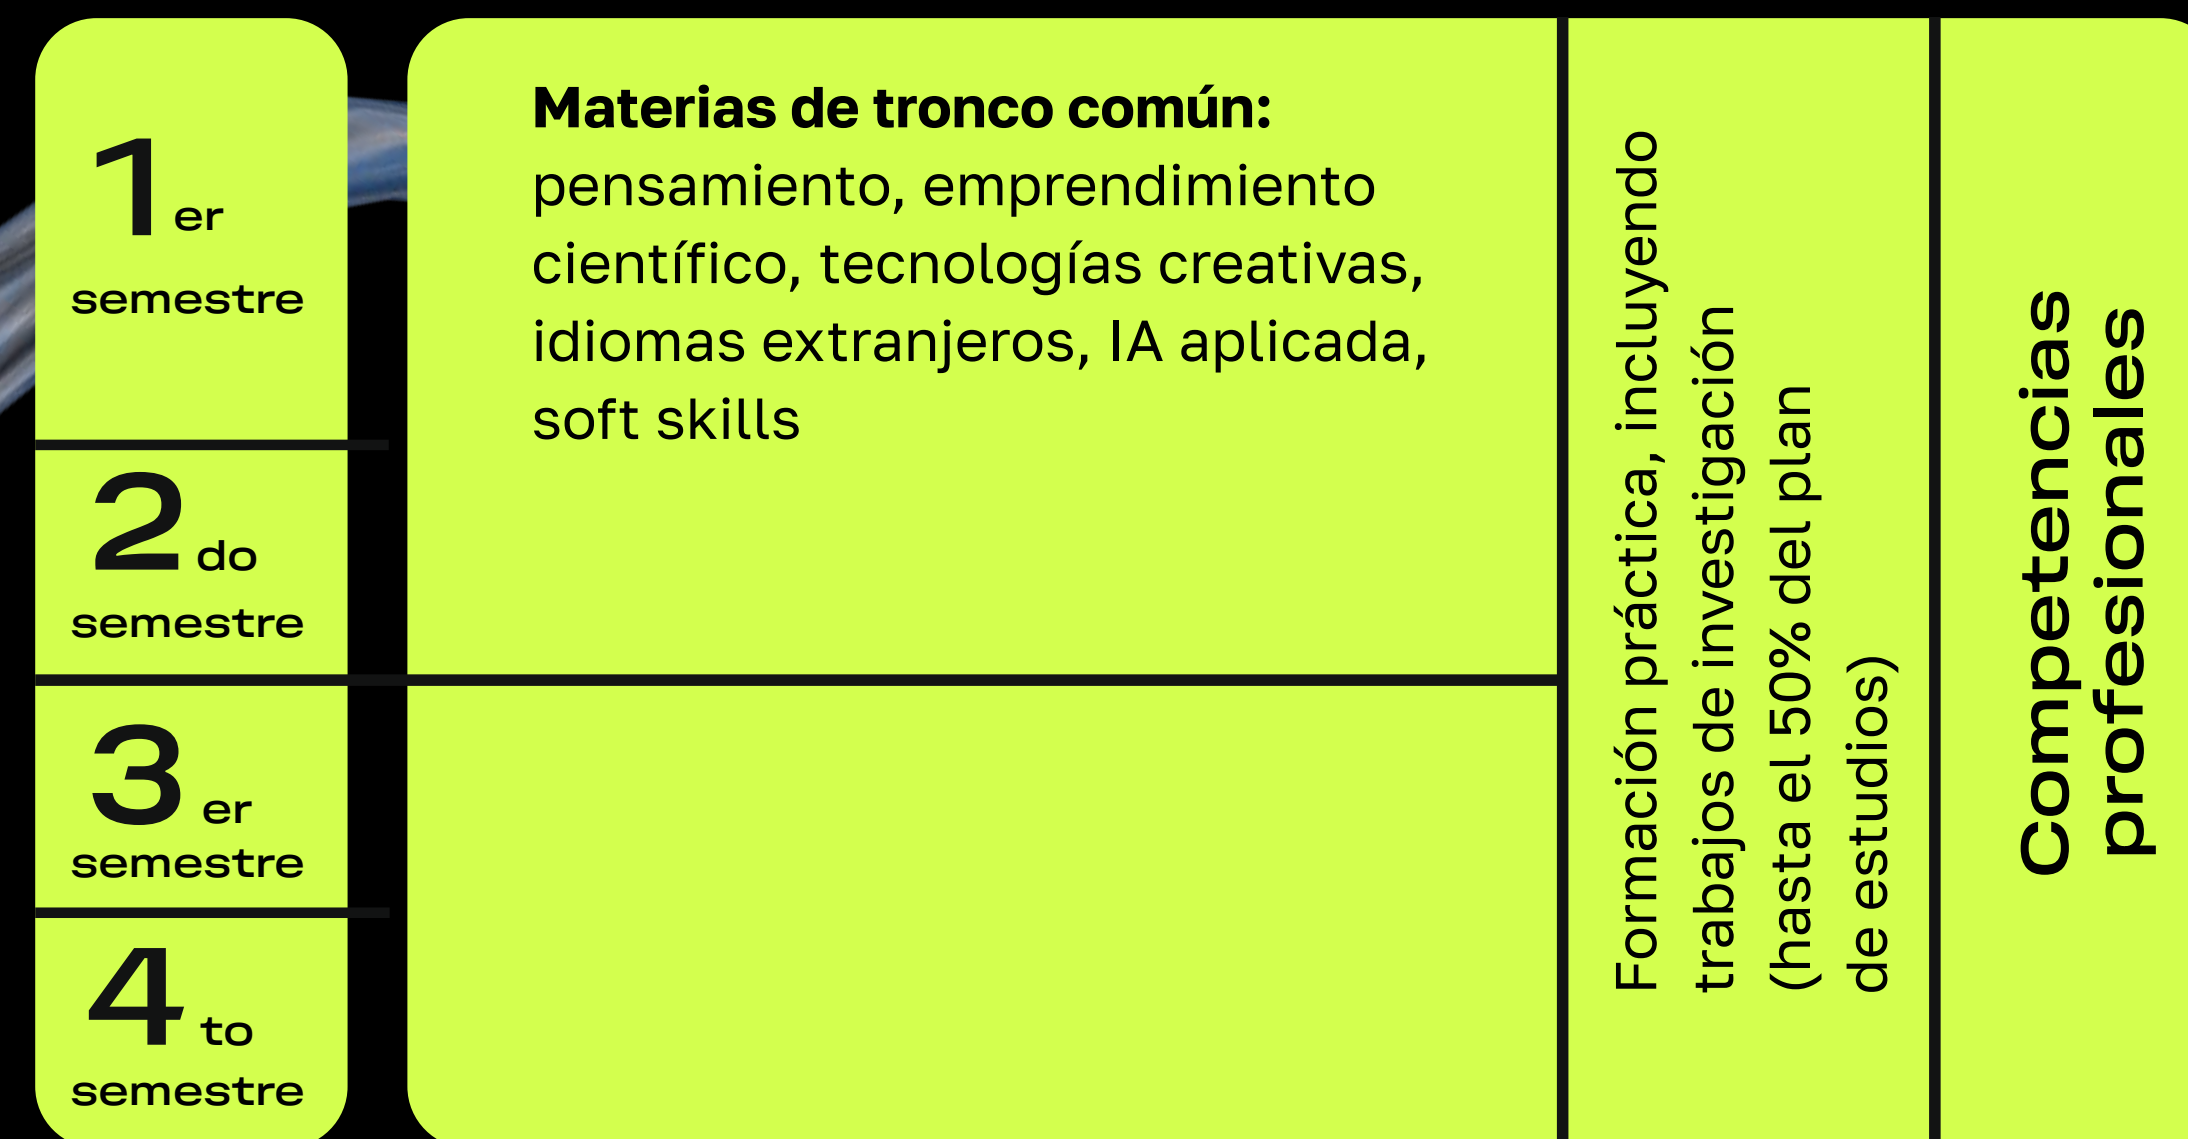 1er
semestre
2do
semestre
3er
semestre
4to
semestre
Materias de tronco común:
pensamiento, emprendimiento
científico, tecnologías creativas,
idiomas extranjeros, IA aplicada,
soft skills
Formación práctica, incluyendo
trabajos de investigación
(hasta el 50% del plan
de estudios)
Competencias
profesionales